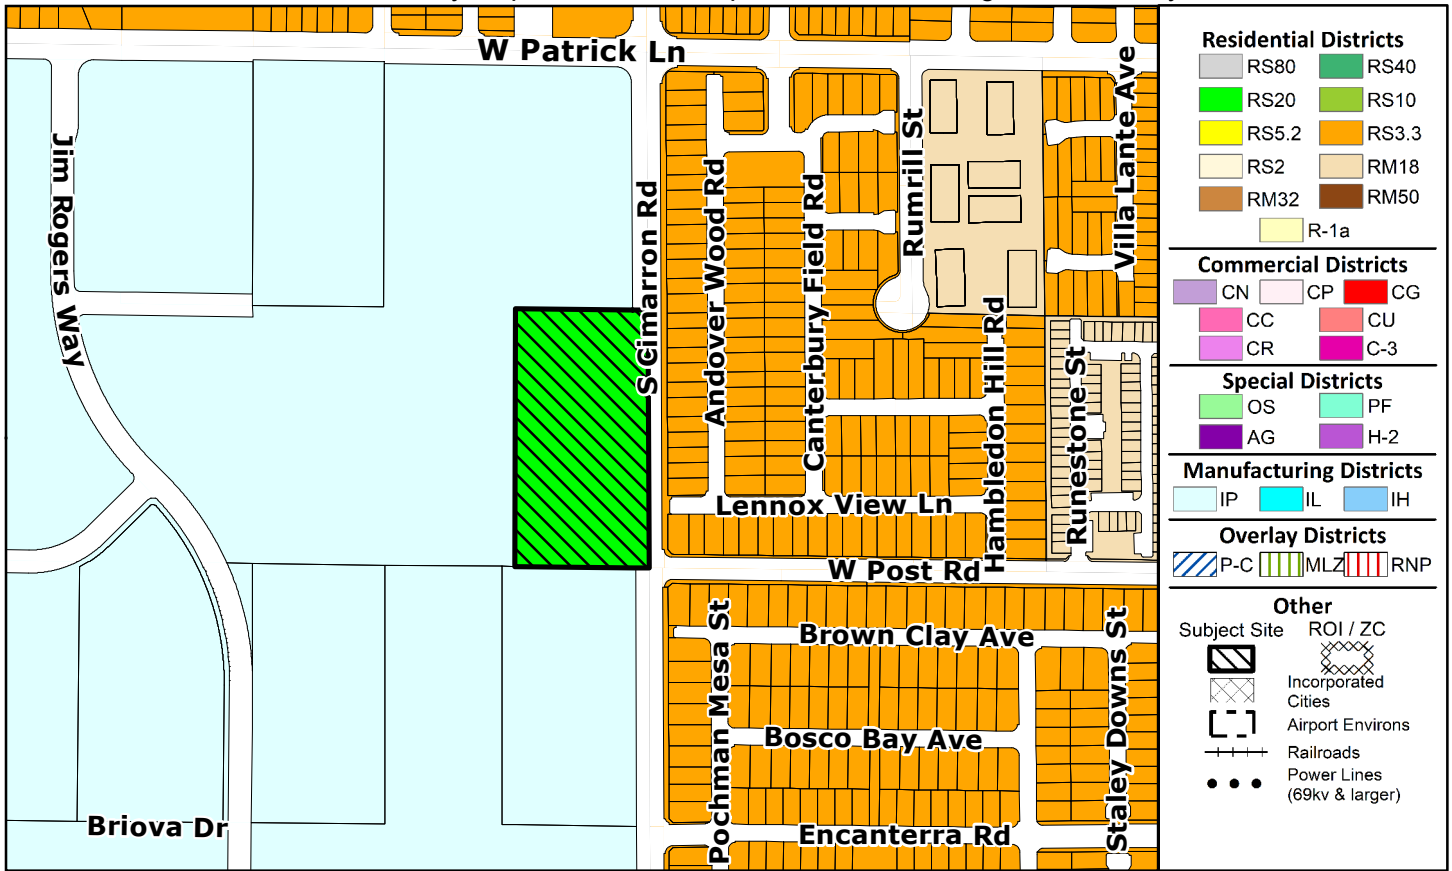 W Patrick Ln
Jim Rogers Way
S Cimarron Rd
Andover Wood Rd
Canterbury Field Rd
Rumrill St
Villa Lante Ave
Hambledon Hill Rd
Runestone St
Lennox View Ln
W Post Rd
Brown Clay Ave
Pochman Mesa St
Bosco Bay Ave
Staley Downs St
Briova Dr
Encanterra Rd
Residential Districts
RS80 RS40
RS20 RS10
RS5.2 RS3.3
RS2 RM18
RM32 RM50
R-1a
Commercial Districts
CN CP CG
CC CU
CR C-3
Special Districts
OS PF
AG H-2
Manufacturing Districts
IP IL IH
Overlay Districts
P-C MLZ RNP
Other
Subject Site ROI / ZC
Incorporated
Cities
Airport Environs
Railroads
Power Lines
(69kv & larger)